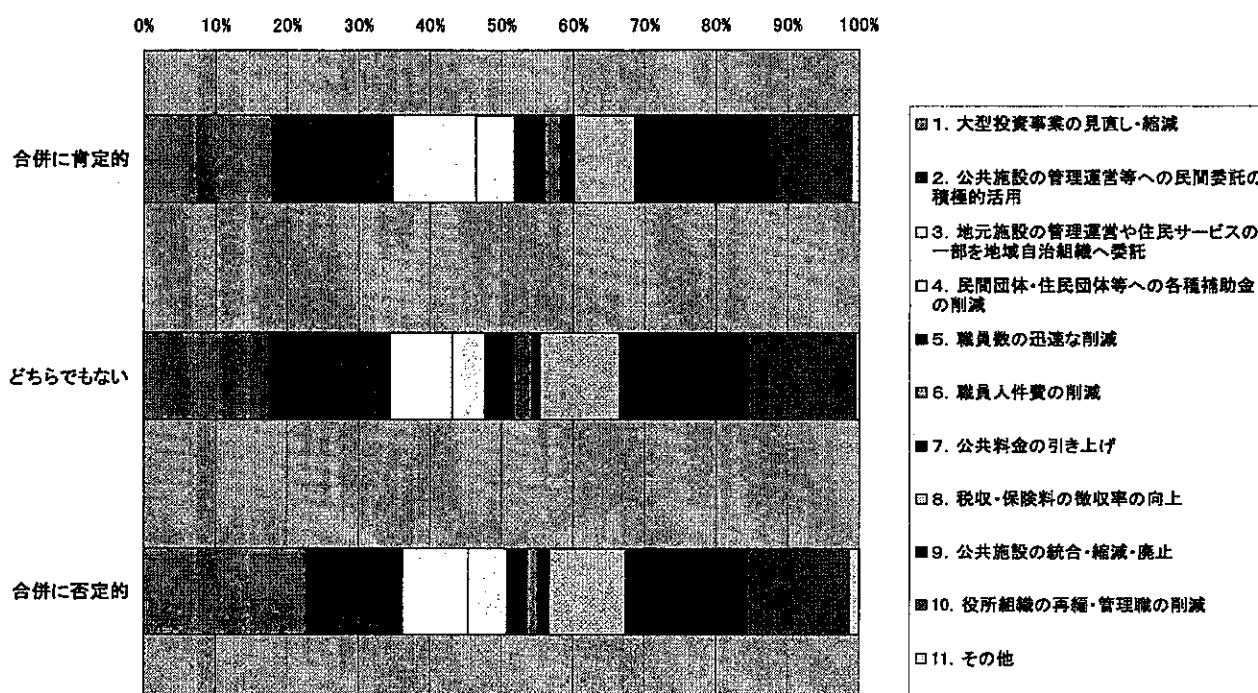 0% 10% 20% 30% 40% 50% 60% 70% 80% 90% 100%
合併に肯定的
どちらでもない
合併に否定的
1. 大型投資事業の見直し・縮減
2. 公共施設の管理運営等への民間委託の
積極的活用
3. 地元施設の管理運営や住民サービスの
一部を地域自治組織へ委託
4. 民間団体・住民団体等への各種補助金
の削減
5. 職員数の迅速な削減
6. 職員人件費の削減
7. 公共料金の引き上げ
8. 税収・保険料の徴収率の向上
9. 公共施設の統合・縮減・廃止
10. 役所組織の再編・管理職の削減
11. その他